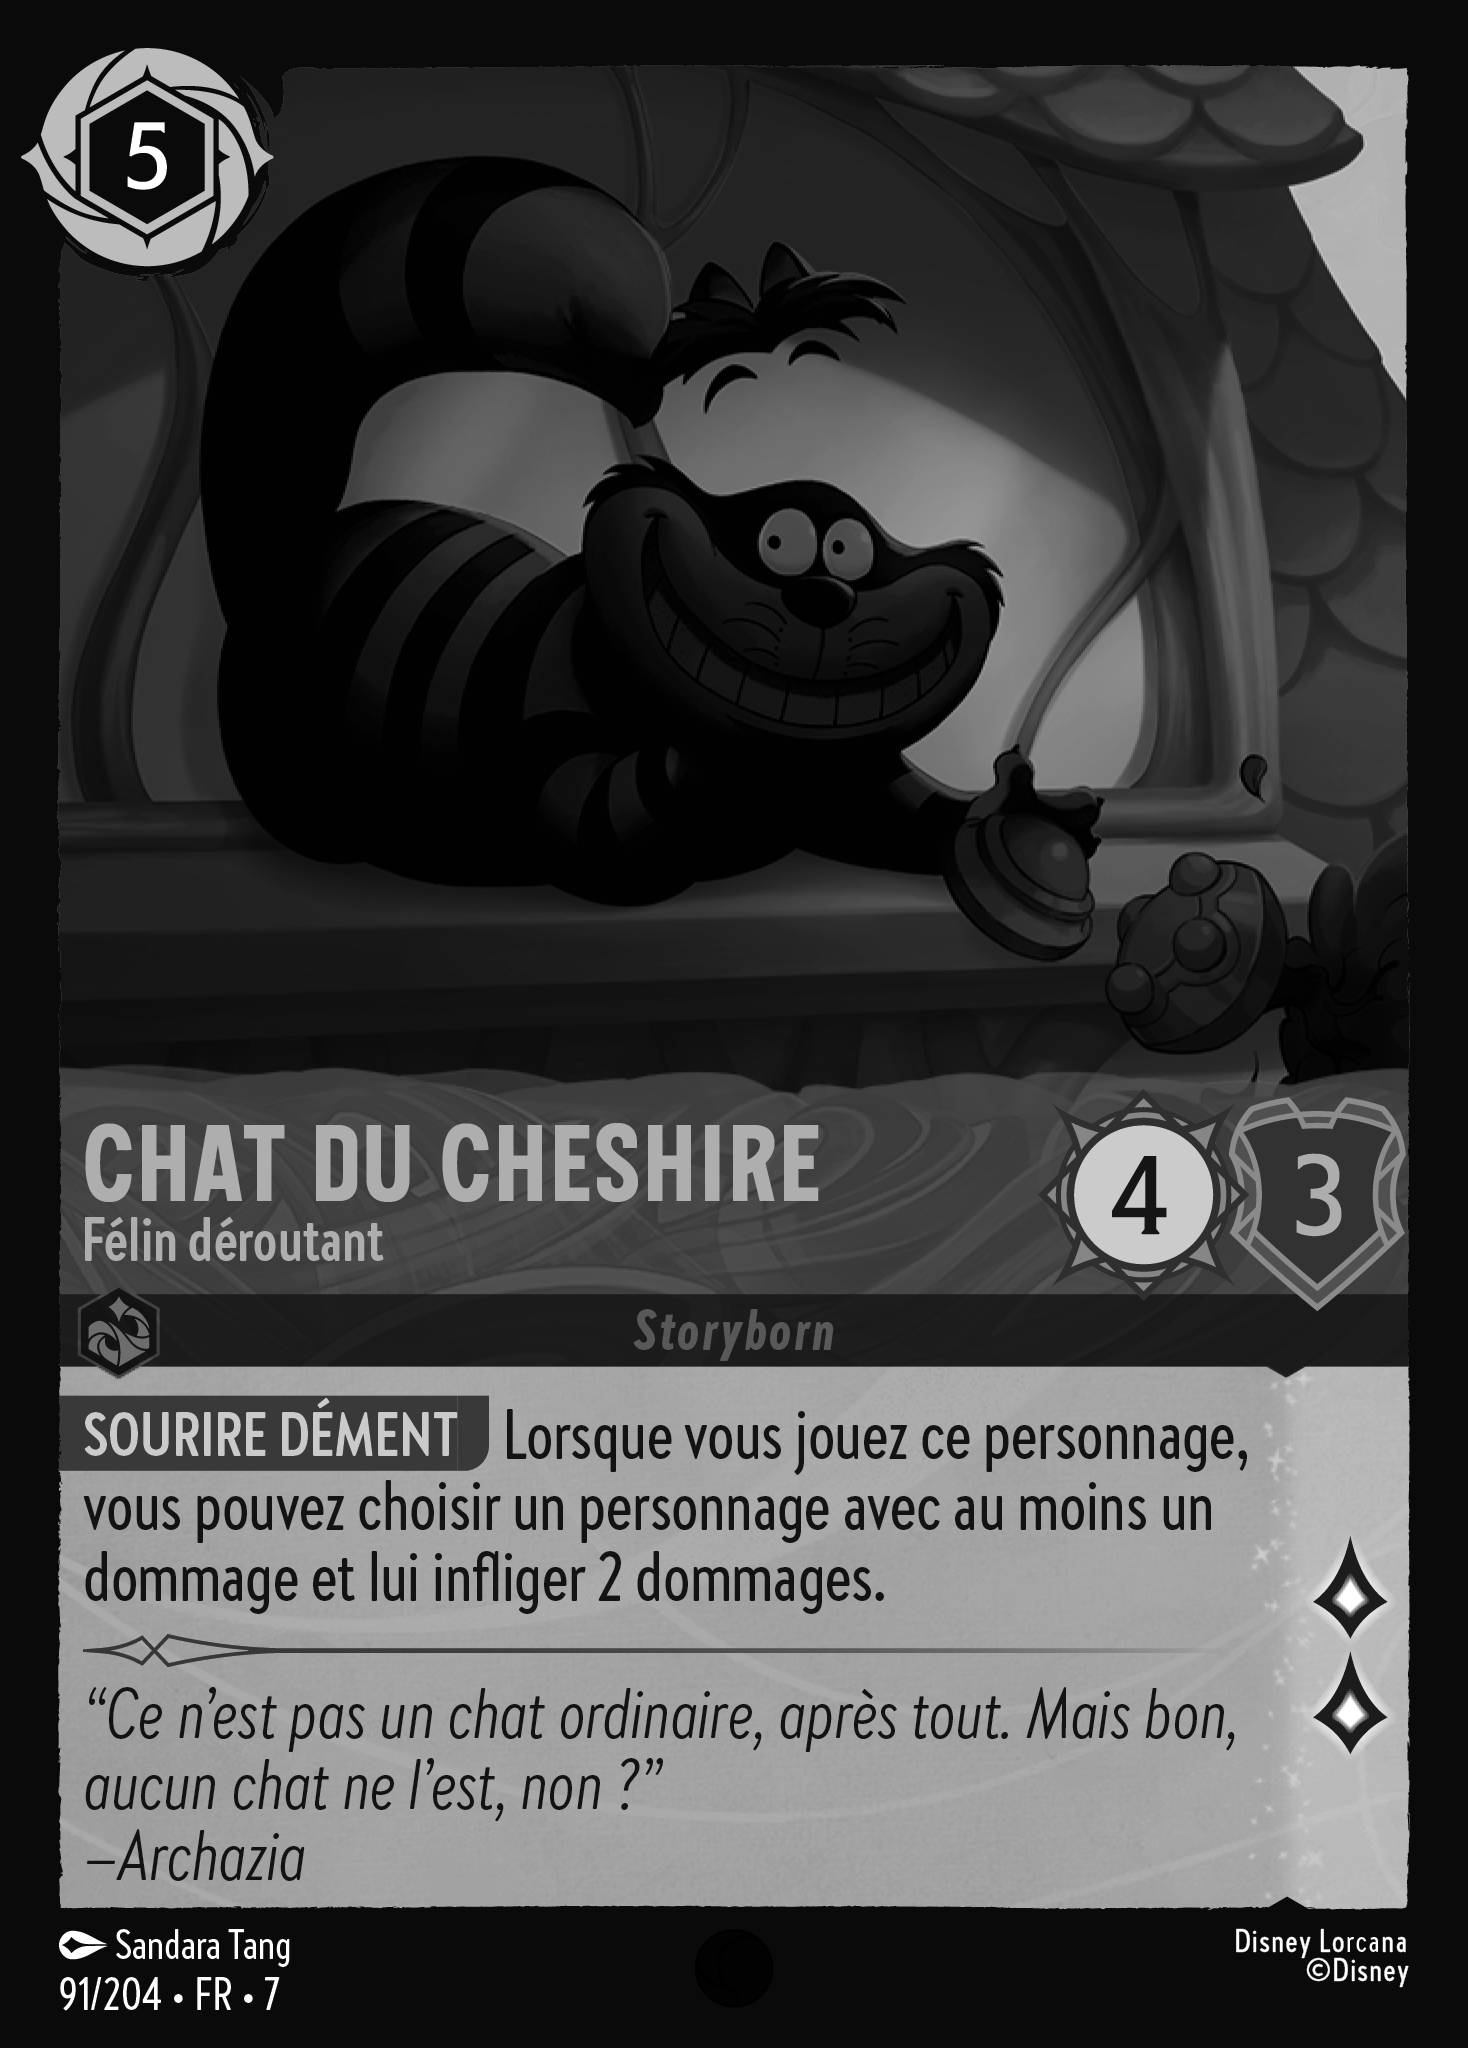 5
CHAT DU CHESHIRE
Félin déroutant
4
3
Storyborn
SOURIRE DÉMENT Lorsque vous jouez ce personnage,
vous pouvez choisir un personnage avec au moins un
dommage et lui infliger 2 dommages.
“Ce n’est pas un chat ordinaire, après tout. Mais bon,
aucun chat ne l’est, non ?”
–Archazia
Sandara Tang
91/204 • FR • 7
Disney Lorcana
©Disney